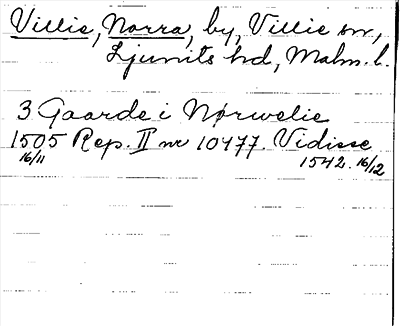 Villie, Norra, by, Villie sn,
Ljunits hd, Malm. l.
3 Gaarde i Nørwelie
1505 Rep. II nr 10477. Vidisse
16/11 1542. 16/12